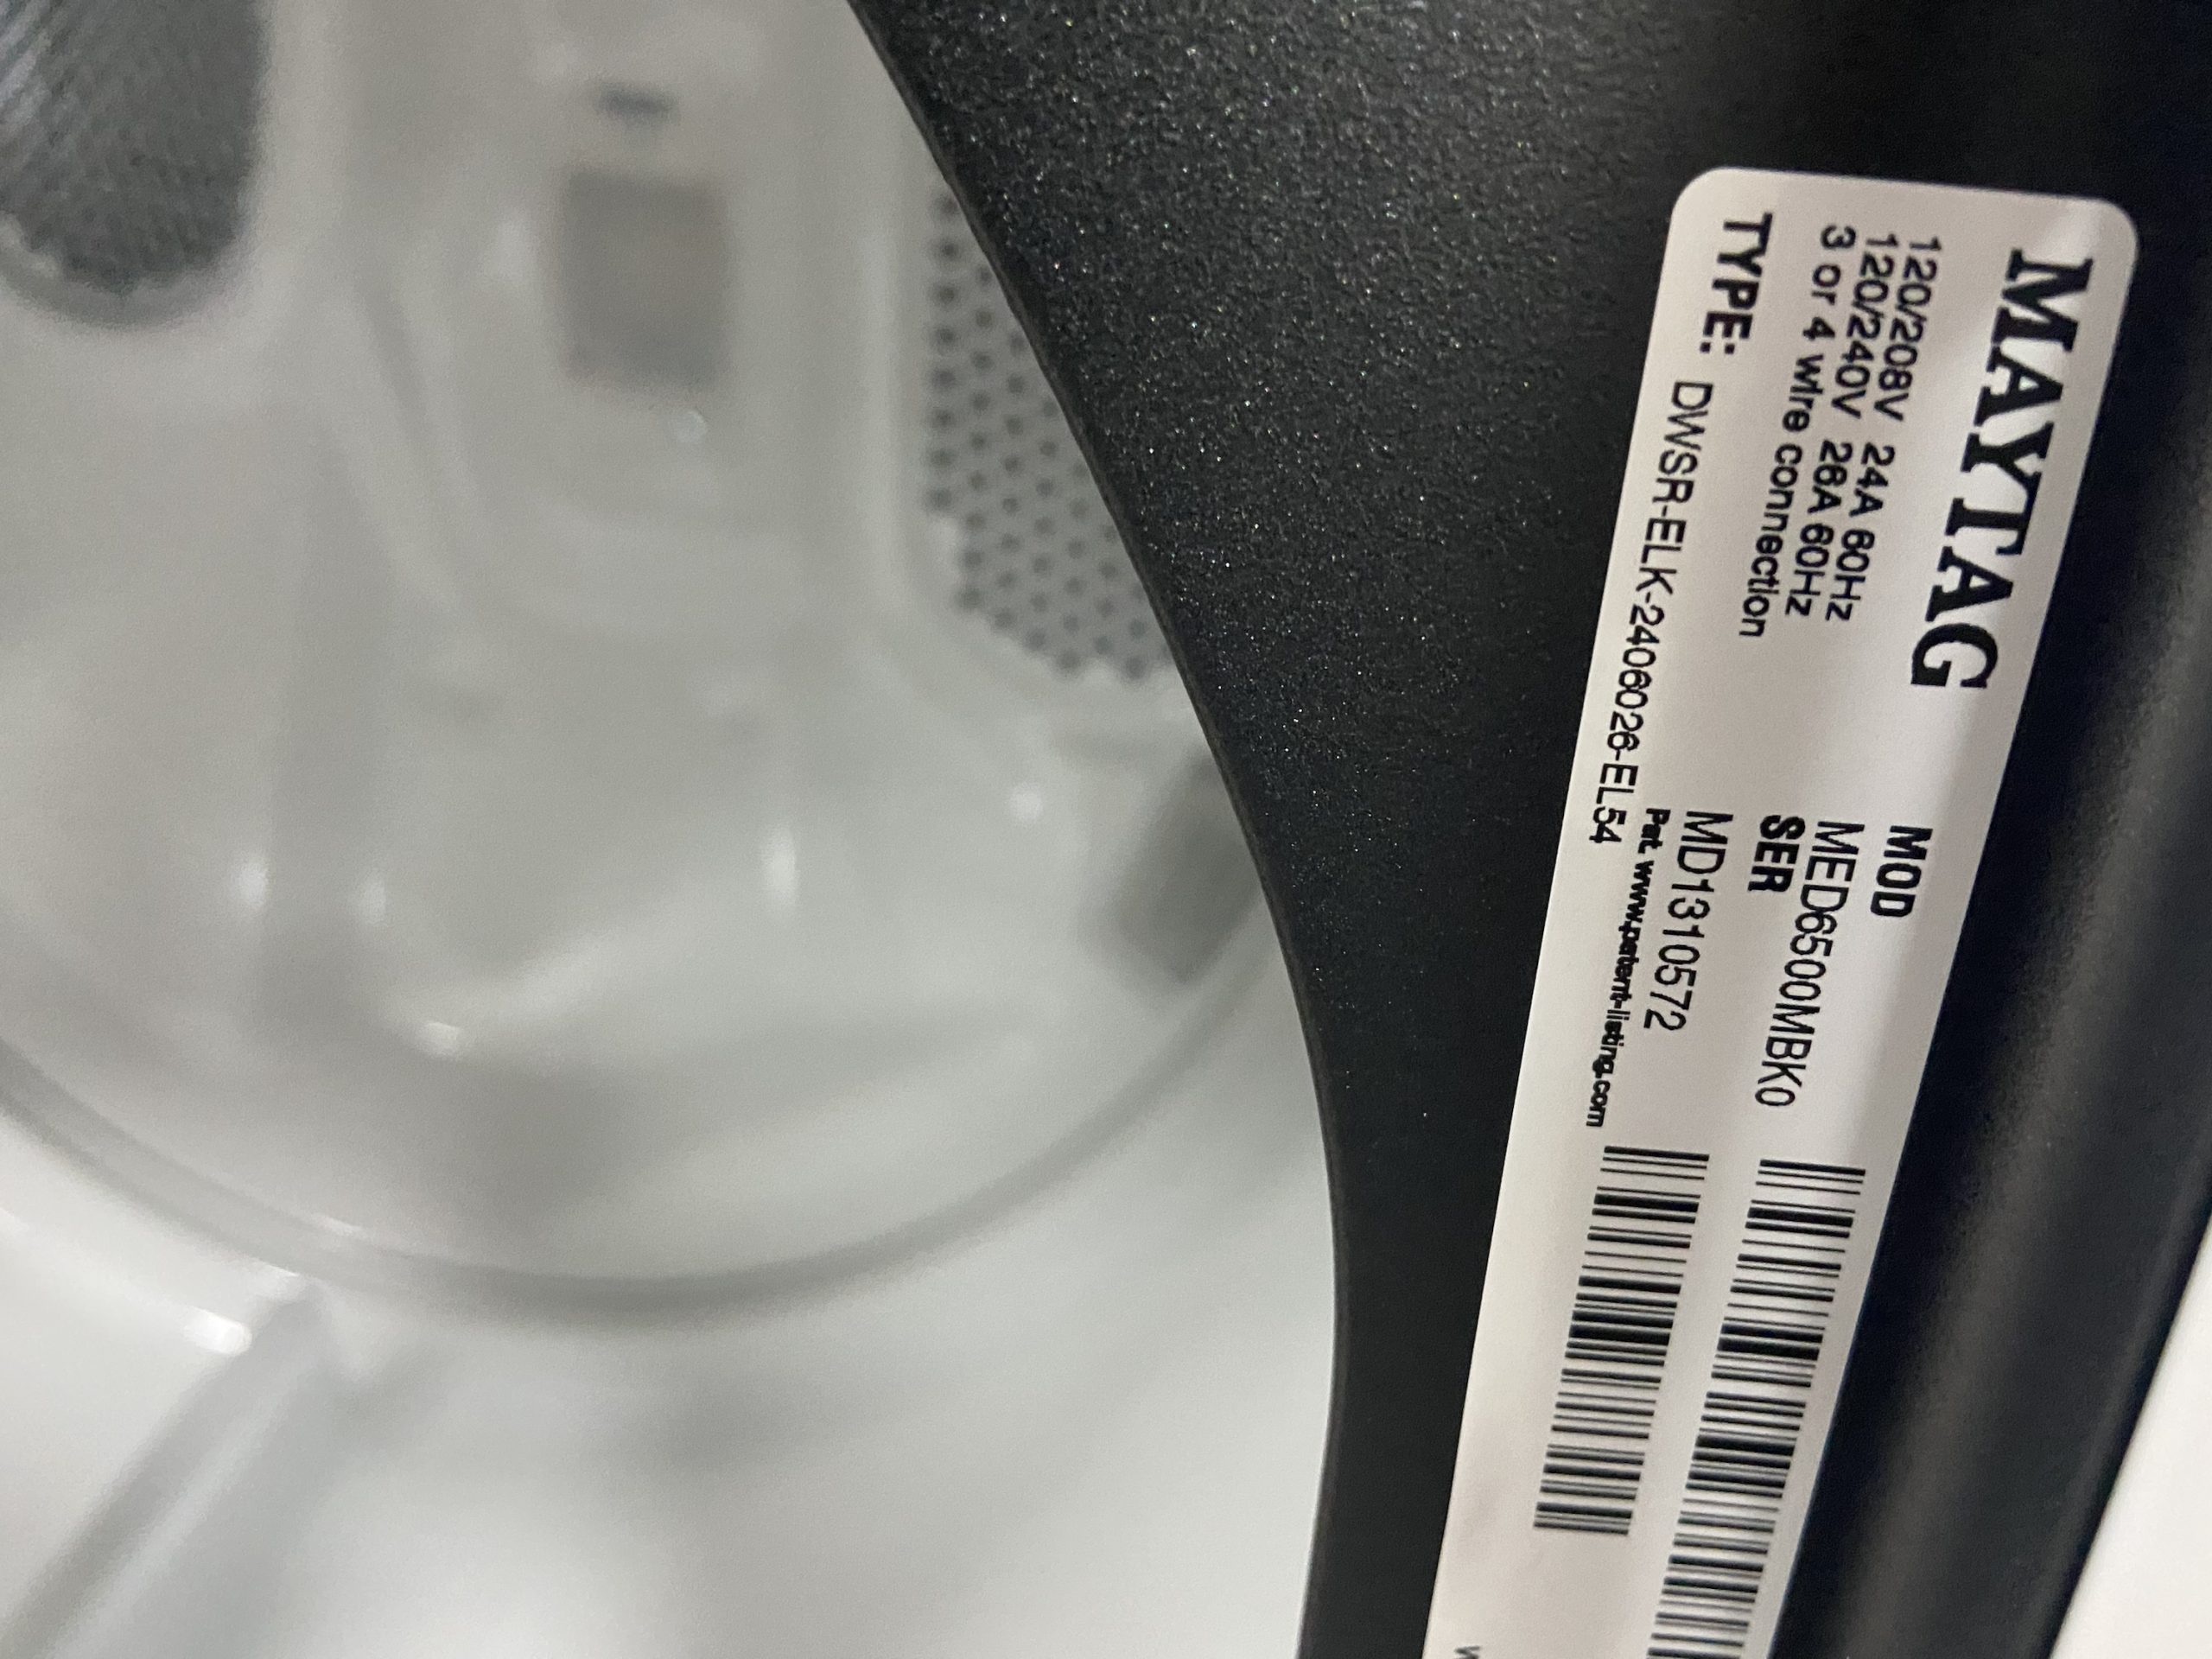 MAYTAG
120/208V 24A 60Hz
120/240V 26A 60Hz
3 or 4 wire connection
TYPE: DWSR-ELK-2406026-EL54
MOD
MED6500MBK0
SER
MD1310572
Pat. www.patent-listing.com